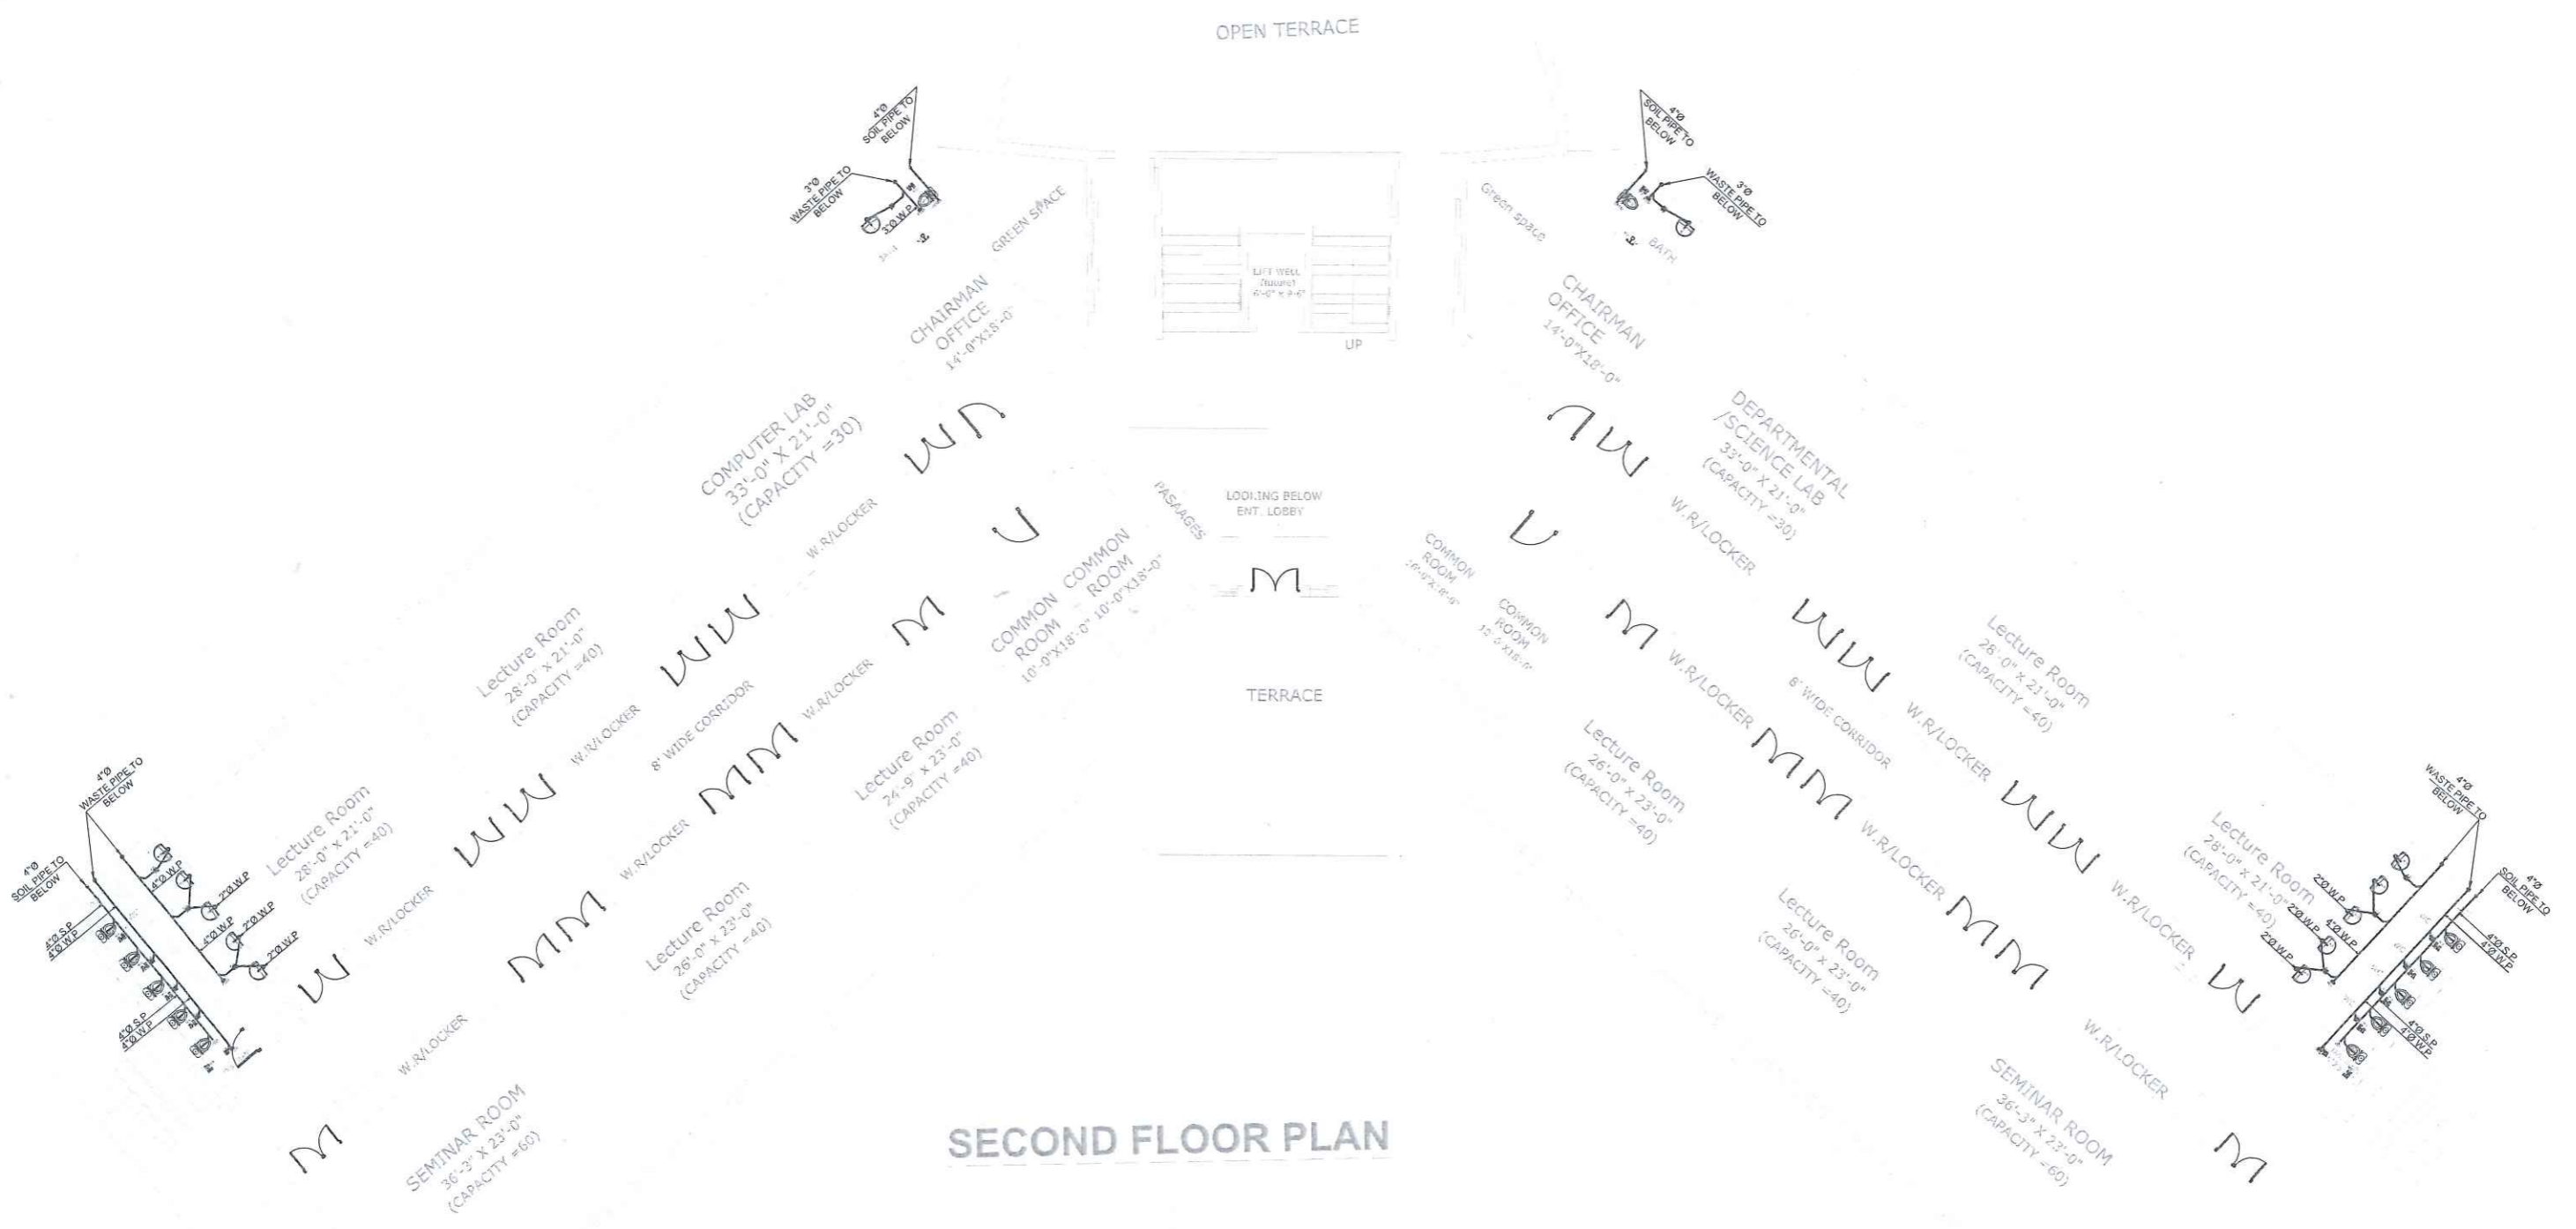 OPEN TERRACE
4"Ø
SOIL PIPE TO
BELOW
3"Ø
WASTE PIPE TO
BELOW
3"Ø W.P
GREEN SPACE
CHAIRMAN
OFFICE
14'-0"X18'-0"
LIFT WELL
(future)
6'-0" x 9'-6"
UP
Green space
4"Ø
SOIL PIPE TO
BELOW
3"Ø
WASTE PIPE TO
BELOW
BATH
CHAIRMAN
OFFICE
14'-0"X18'-0"
COMPUTER LAB
33'-0" X 21'-0"
(CAPACITY =30)
W.R/LOCKER
DEPARTMENTAL
/SCIENCE LAB
33'-0" X 21'-0"
(CAPACITY =30)
W.R/LOCKER
PASAAGES
LOOKING BELOW
ENT. LOBBY
COMMON
ROOM
10'-0"X18'-0"
COMMON
ROOM
10'-0"X18'-0"
COMMON
ROOM
COMMON
ROOM
TERRACE
Lecture Room
28'-0" x 21'-0"
(CAPACITY =40)
W.R/LOCKER
8' WIDE CORRIDOR
W.R/LOCKER
Lecture Room
24'-9" x 23'-0"
(CAPACITY =40)
W.R/LOCKER
8' WIDE CORRIDOR
W.R/LOCKER
Lecture Room
28'-0" x 21'-0"
(CAPACITY =40)
Lecture Room
26'-0" x 23'-0"
(CAPACITY =40)
4"Ø
WASTE PIPE TO
BELOW
4"Ø
SOIL PIPE TO
BELOW
4"Ø W.P
2"Ø W.P
4"Ø W.P
2"Ø W.P
2"Ø W.P
4"Ø S.P
4"Ø W.P
4"Ø S.P
4"Ø W.P
Lecture Room
28'-0" x 21'-0"
(CAPACITY =40)
W.R/LOCKER
W.R/LOCKER
Lecture Room
26'-0" x 23'-0"
(CAPACITY =40)
W.R/LOCKER
SEMINAR ROOM
36'-3" X 23'-0"
(CAPACITY =60)
W.R/LOCKER
Lecture Room
26'-0" x 23'-0"
(CAPACITY =40)
W.R/LOCKER
Lecture Room
28'-0" x 21'-0"
(CAPACITY =40)
4"Ø
WASTE PIPE TO
BELOW
4"Ø
SOIL PIPE TO
BELOW
2"Ø W.P
2"Ø W.P
4"Ø W.P
2"Ø W.P
4"Ø S.P
4"Ø W.P
4"Ø S.P
4"Ø W.P
W.R/LOCKER
SEMINAR ROOM
36'-3" X 23'-0"
(CAPACITY =60)
SECOND FLOOR PLAN